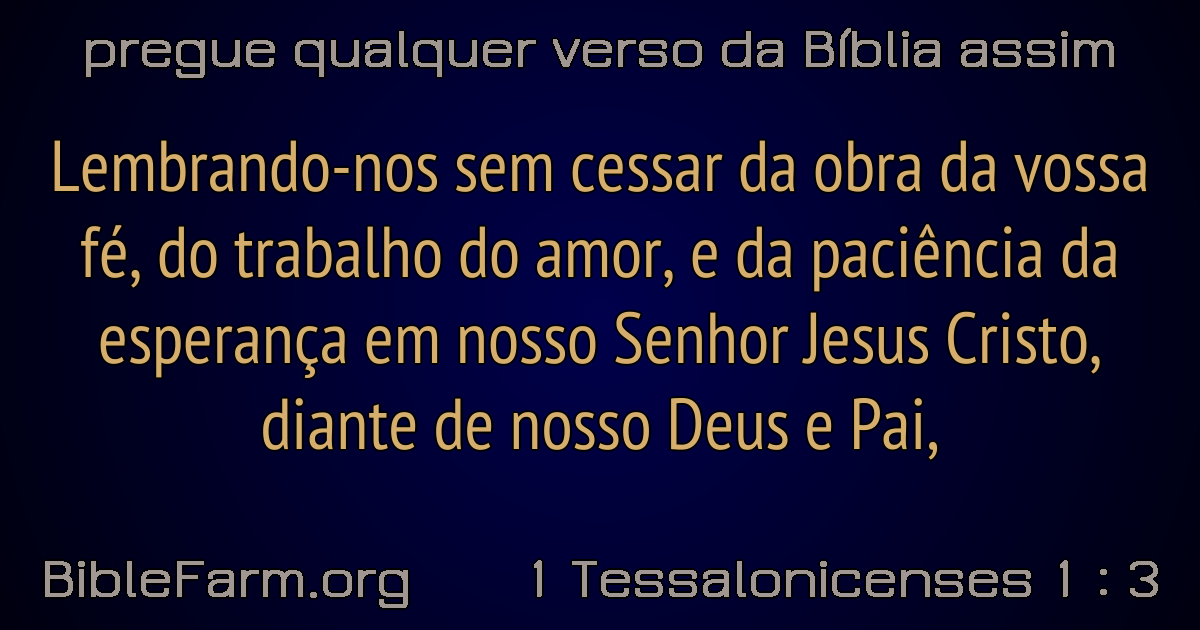 pregue qualquer verso da Bíblia assim
Lembrando-nos sem cessar da obra da vossa
fé, do trabalho do amor, e da paciência da
esperança em nosso Senhor Jesus Cristo,
diante de nosso Deus e Pai,
BibleFarm.org 1 Tessalonicenses 1 : 3